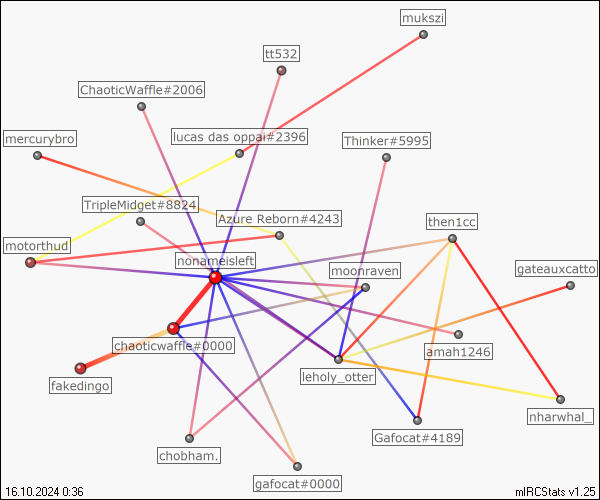 mukszi
tt532
ChaoticWaffle#2006
lucas das oppai#2396
mercurybro
Thinker#5995
TripleMidget#8824
Azure Reborn#4243
then1cc
motorthud
nonameisleft
moonraven
gateauxcatto
chaoticwaffle#0000
amah1246
leholy_otter
fakedingo
nharwhal_
Gafocat#4189
chobham.
gafocat#0000
16.10.2024 0:36
mIRCStats v1.25